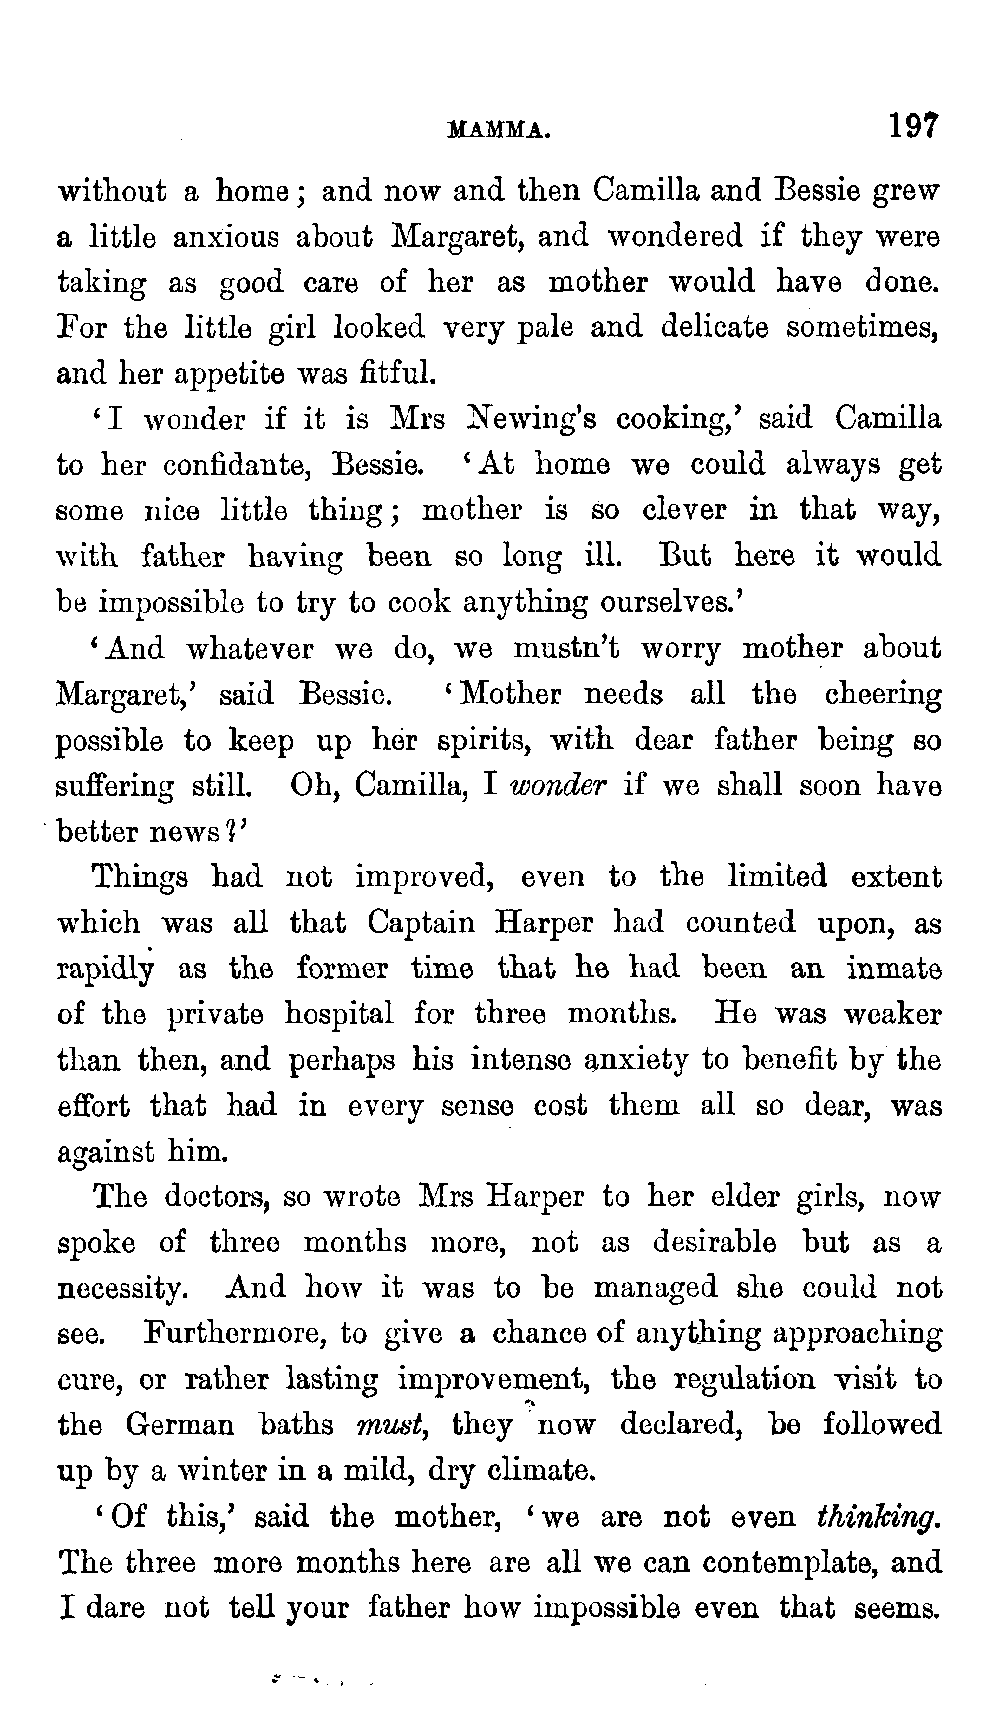 MAMMA. 197
without a home; and now and then Camilla and Bessie grew
a little anxious about Margaret, and wondered if they were
taking as good care of her as mother would have done.
For the little girl looked very pale and delicate sometimes,
and her appetite was fitful.
‘I wonder if it is Mrs Newing's cooking,’ said Camilla
to her confidante, Bessie. ‘At home we could always get
some nice little thing; mother is so clever in that way,
with father having been so long ill. But here it would
be impossible to try to cook anything ourselves.’
‘And whatever we do, we mustn’t worry mother about
Margaret,’ said Bessie. ‘Mother needs all the cheering
possible to keep up her spirits, with dear father being so
suffering still. Oh, Camilla, I wonder if we shall soon have
better news?’
Things had not improved, even to the limited extent
which was all that Captain Harper had counted upon, as
rapidly as the former time that he had been an inmate
of the private hospital for three months. He was weaker
than then, and perhaps his intense anxiety to benefit by the
effort that had in every sense cost them all so dear, was
against him.
The doctors, so wrote Mrs Harper to her elder girls, now
spoke of three months more, not as desirable but as a
necessity. And how it was to be managed she could not
see. Furthermore, to give a chance of anything approaching
cure, or rather lasting improvement, the regulation visit to
the German baths must, they now declared, be followed
up by a winter in a mild, dry climate.
‘Of this,’ said the mother, ‘we are not even thinking.
The three more months here are all we can contemplate, and
I dare not tell your father how impossible even that seems.